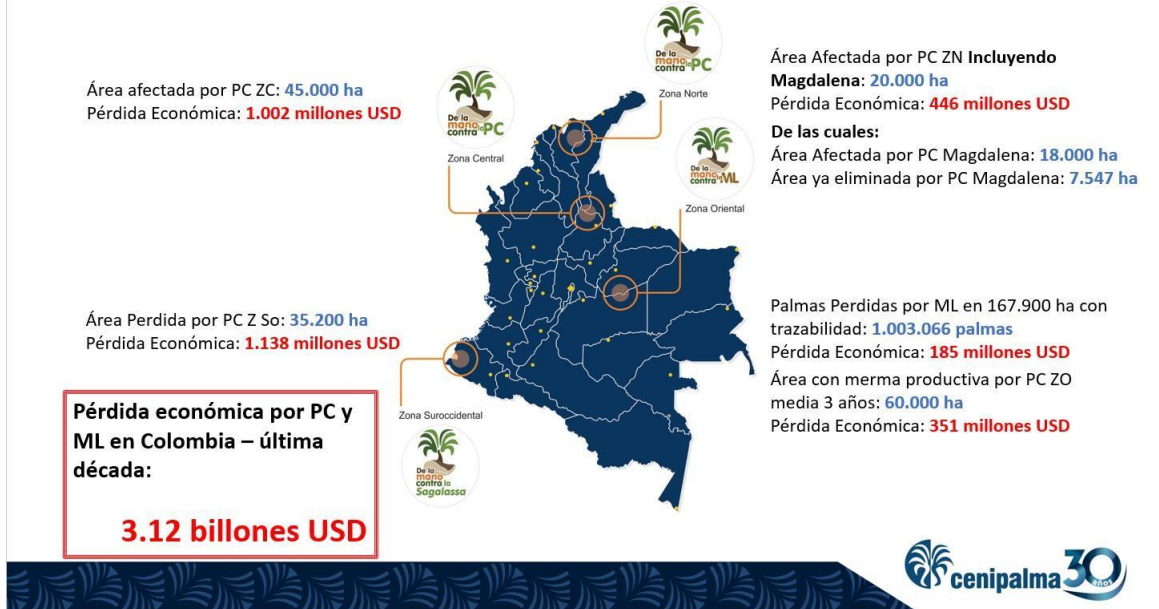 Área afectada por PC ZC: 45.000 ha
Pérdida Económica: 1.002 millones USD
De la
mano
contra la PC
Zona Central
De la
mano
contra la PC
Zona Norte
Área Afectada por PC ZN Incluyendo
Magdalena: 20.000 ha
Pérdida Económica: 446 millones USD
De las cuales:
Área Afectada por PC Magdalena: 18.000 ha
Área ya eliminada por PC Magdalena: 7.547 ha
De la
mano
contra la ML
Zona Oriental
Área Perdida por PC Z So: 35.200 ha
Pérdida Económica: 1.138 millones USD
Palmas Perdidas por ML en 167.900 ha con
trazabilidad: 1.003.066 palmas
Pérdida Económica: 185 millones USD
Área con merma productiva por PC ZO
media 3 años: 60.000 ha
Pérdida Económica: 351 millones USD
Zona Suroccidental
De la
mano
contra la
Sagalassa
Pérdida económica por PC y
ML en Colombia – última
década:
3.12 billones USD
cenipalma 30
años